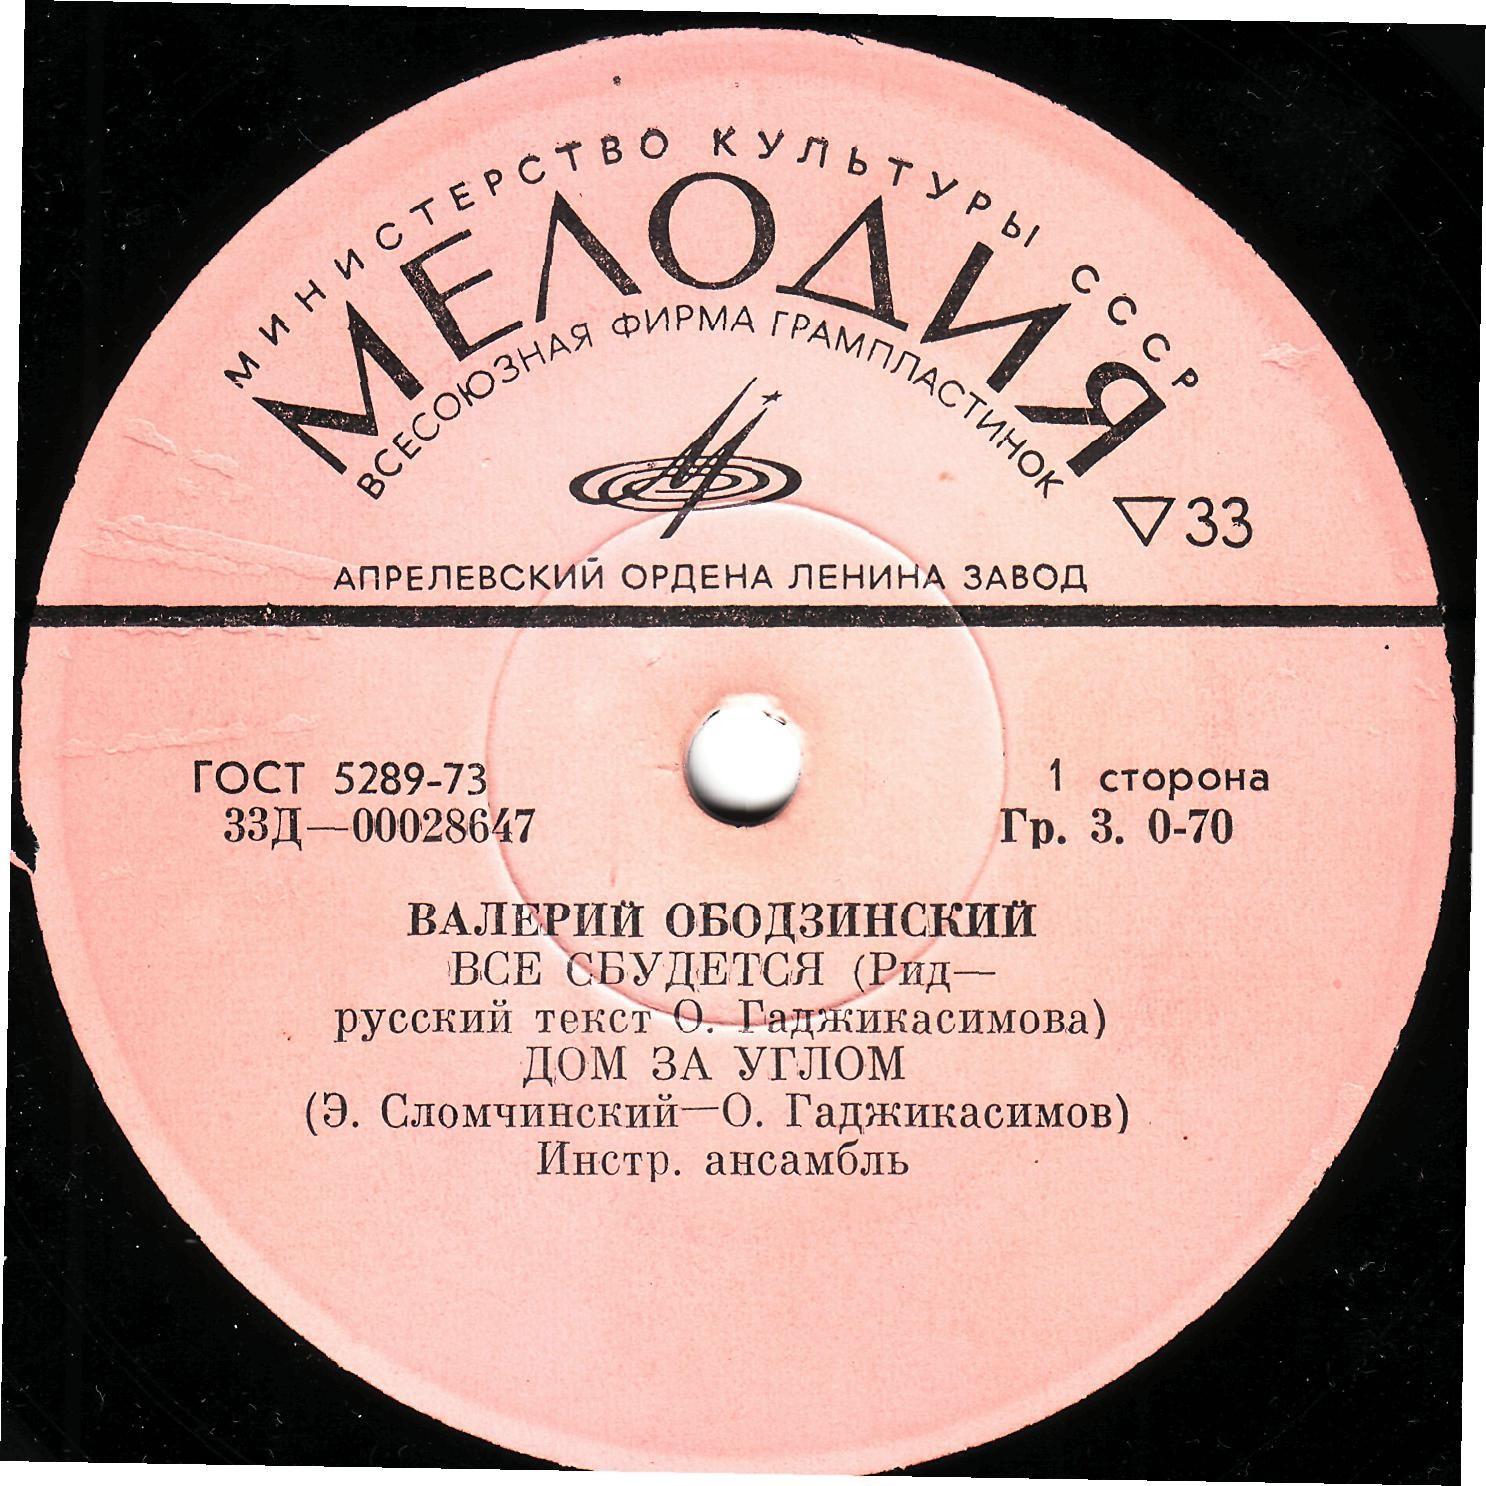 МИНИСТЕРСТВО КУЛЬТУРЫ СССР
МЕЛОДИЯ
ВСЕСОЮЗНАЯ ФИРМА ГРАМПЛАСТИНОК
33
АПРЕЛЕВСКИЙ ОРДЕНА ЛЕНИНА ЗАВОД
ГОСТ 5289-73
33Д—00028647
1 сторона
Гр. 3. 0-70
ВАЛЕРИЙ ОБОДЗИНСКИЙ
ВСЕ СБУДЕТСЯ (Рид—
русский текст О. Гаджикасимова)
ДОМ ЗА УГЛОМ
(Э. Сломчинский—О. Гаджикасимов)
Инстр. ансамбль